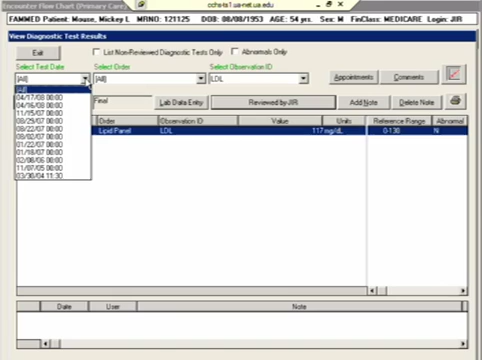 Encounter Flow Chart (Primary Care) cchs-ts1.ua-net.ua.edu
FAMMED Patient: Mouse, Mickey L MRNO: 121125 DOB: 08/08/1953 AGE: 54 yrs. Sex: M FinClass: MEDICARE Login: JIR
View Diagnostic Test Results
Exit List Non-Reviewed Diagnostic Tests Only Abnormals Only
Select Test Date Select Order Select Observation ID
[All] [All] LDL Appointments Comments
[All]
04/17/08 00:00
04/16/08 00:00 Final Lab Data Entry Reviewed by JIR Add Note Delete Note
11/15/07 00:00
08/29/07 00:00
08/22/07 00:00 Order Observation ID Value Units Reference Range Abnormal
08/02/07 00:00 Lipid Panel LDL 117 mg/dL 0-130 N
01/22/07 00:00
01/18/07 00:00
02/08/06 00:00
11/07/05 00:00
03/30/04 11:30
Date User Note